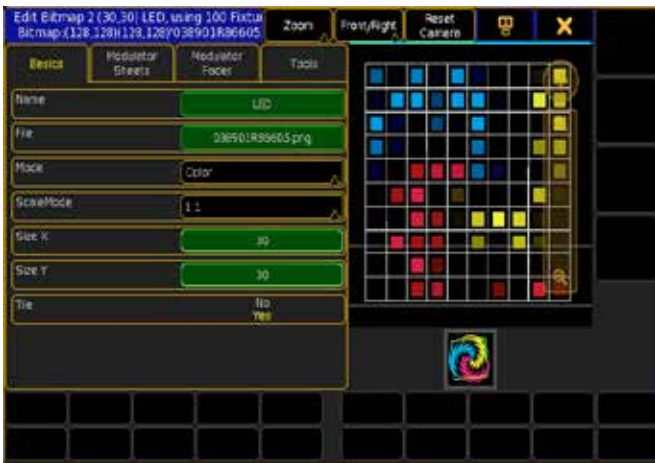 Edit Bitmap 2 (30,30) LED, using 100 Fixtu
Bitmap:(128,128)(128,128)'038901R86605
Zoom
Front/Right
Reset
Camera
X
Basics
Modulator
Sheets
Modulator
Faces
Tools
Name
LED
File
038901R86605.png
Mode
Color
ScaleMode
1:1
Size X
30
Size Y
30
Tile
No
Yes